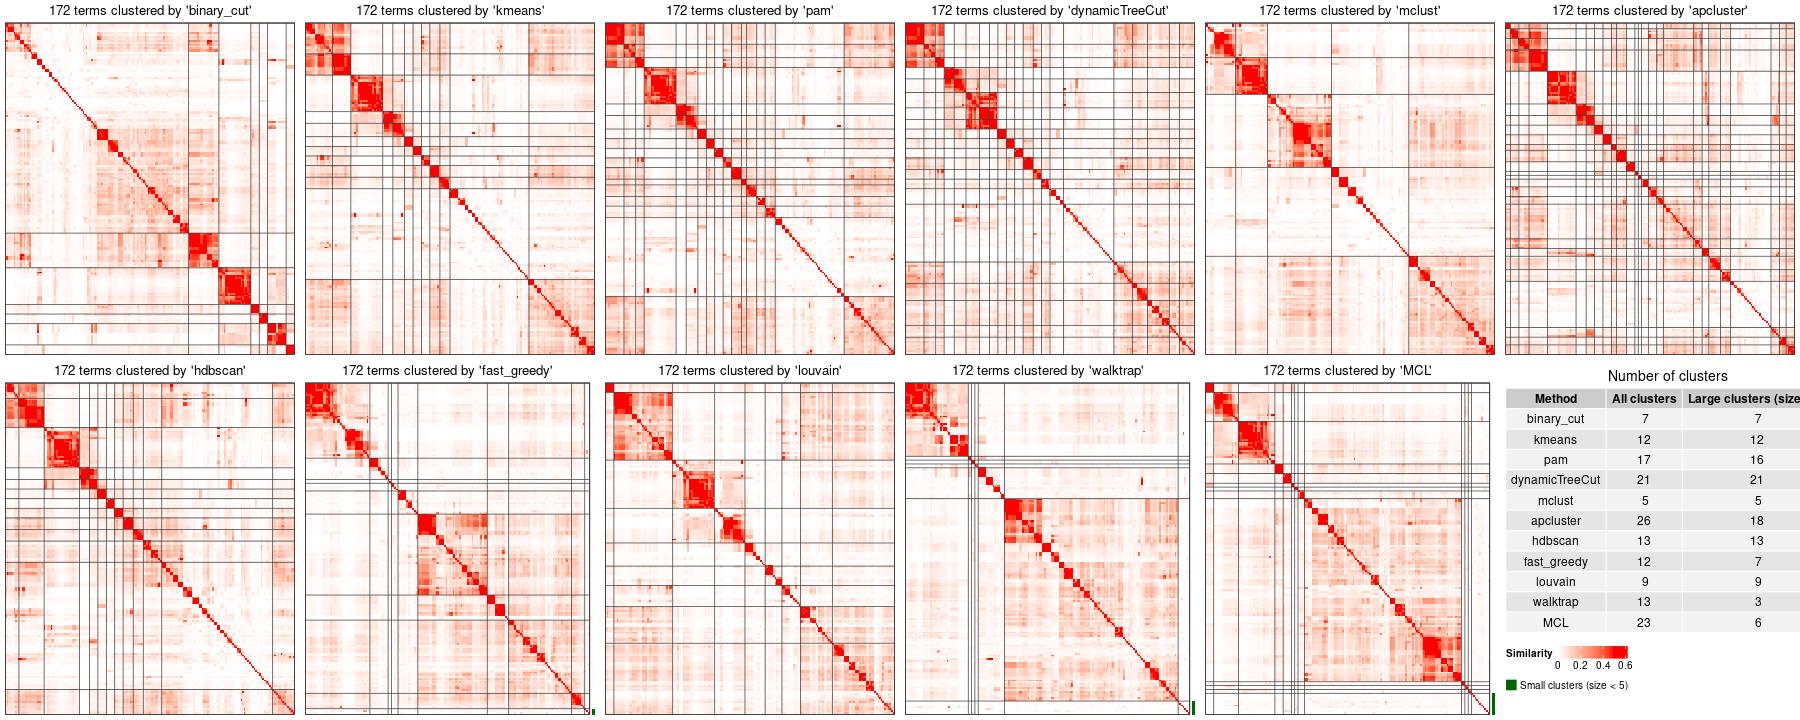 172 terms clustered by 'binary_cut'
172 terms clustered by 'kmeans'
172 terms clustered by 'pam'
172 terms clustered by 'dynamicTreeCut'
172 terms clustered by 'mclust'
172 terms clustered by 'apcluster'
172 terms clustered by 'hdbscan'
172 terms clustered by 'fast_greedy'
172 terms clustered by 'louvain'
172 terms clustered by 'walktrap'
172 terms clustered by 'MCL'
Number of clusters
Method All clusters Large clusters (size
binary_cut 7 7
kmeans 12 12
pam 17 16
dynamicTreeCut 21 21
mclust 5 5
apcluster 26 18
hdbscan 13 13
fast_greedy 12 7
louvain 9 9
walktrap 13 3
MCL 23 6
Similarity
0 0.2 0.4 0.6
Small clusters (size < 5)